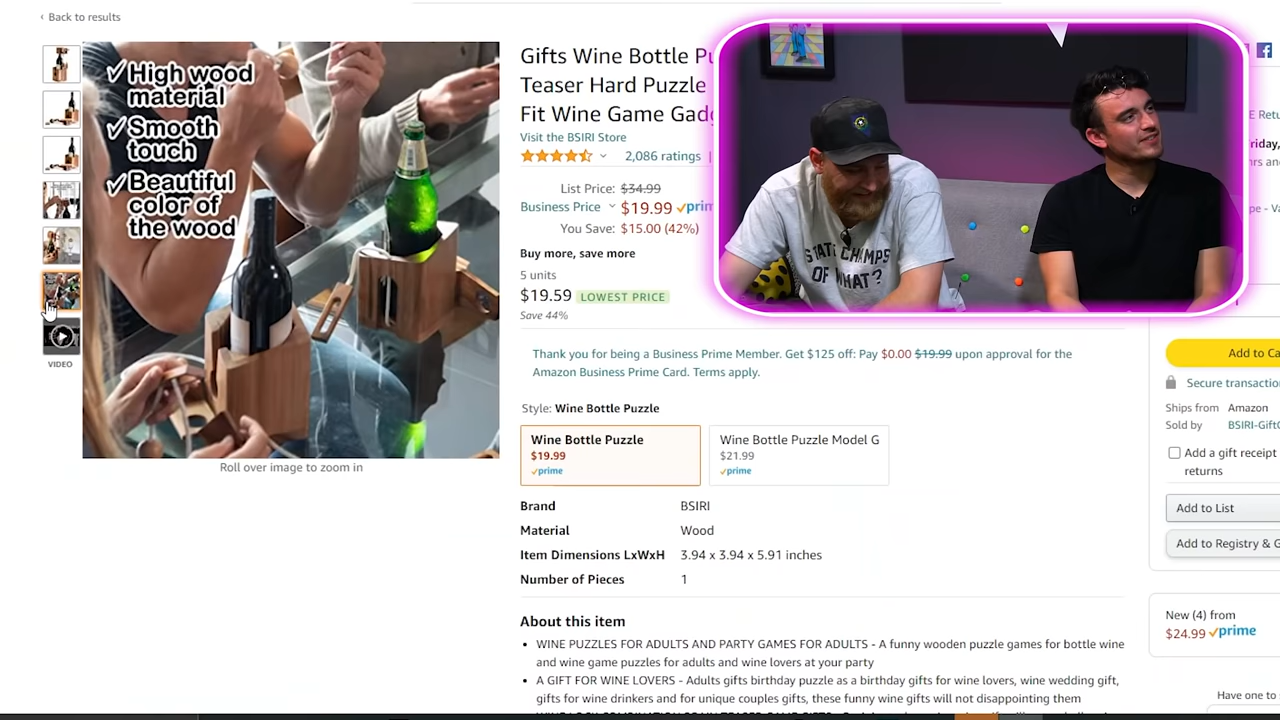 ‹ Back to results
✓High wood
material
✓Smooth
touch
✓Beautiful
color of
the wood
VIDEO
Roll over image to zoom in
Gifts Wine Bottle
Teaser Hard Puzzle
Fit Wine Game
Visit the BSIRI Store
2,086 ratings |
List Price: $34.99
Business Price $19.99 prime
You Save: $15.00 (42%)
Buy more, save more
5 units
$19.59 LOWEST PRICE
Save 44%
Thank you for being a Business Prime Member. Get $125 off: Pay $0.00 $19.99 upon approval for the
Amazon Business Prime Card. Terms apply.
Style: Wine Bottle Puzzle
Wine Bottle Puzzle
$19.99
prime
Wine Bottle Puzzle Model G
$21.99
prime
Brand BSIRI
Material Wood
Item Dimensions LxWxH 3.94 x 3.94 x 5.91 inches
Number of Pieces 1
About this item
• WINE PUZZLES FOR ADULTS AND PARTY GAMES FOR ADULTS - A funny wooden puzzle games for bottle wine
and wine game puzzles for adults and wine lovers at your party
• A GIFT FOR WINE LOVERS - Adults gifts birthday puzzle as a birthday gifts for wine lovers, wine wedding gift,
gifts for wine drinkers and for unique couples gifts, these funny wine gifts will not disappointing them
STATE CHAMPS
OF WHAT?
Add to
Secure
Ships from Amazon
Sold by
Add a gift receipt
returns
Add to List
Add to Registry &
New (4) from
$24.99 prime
Have one to